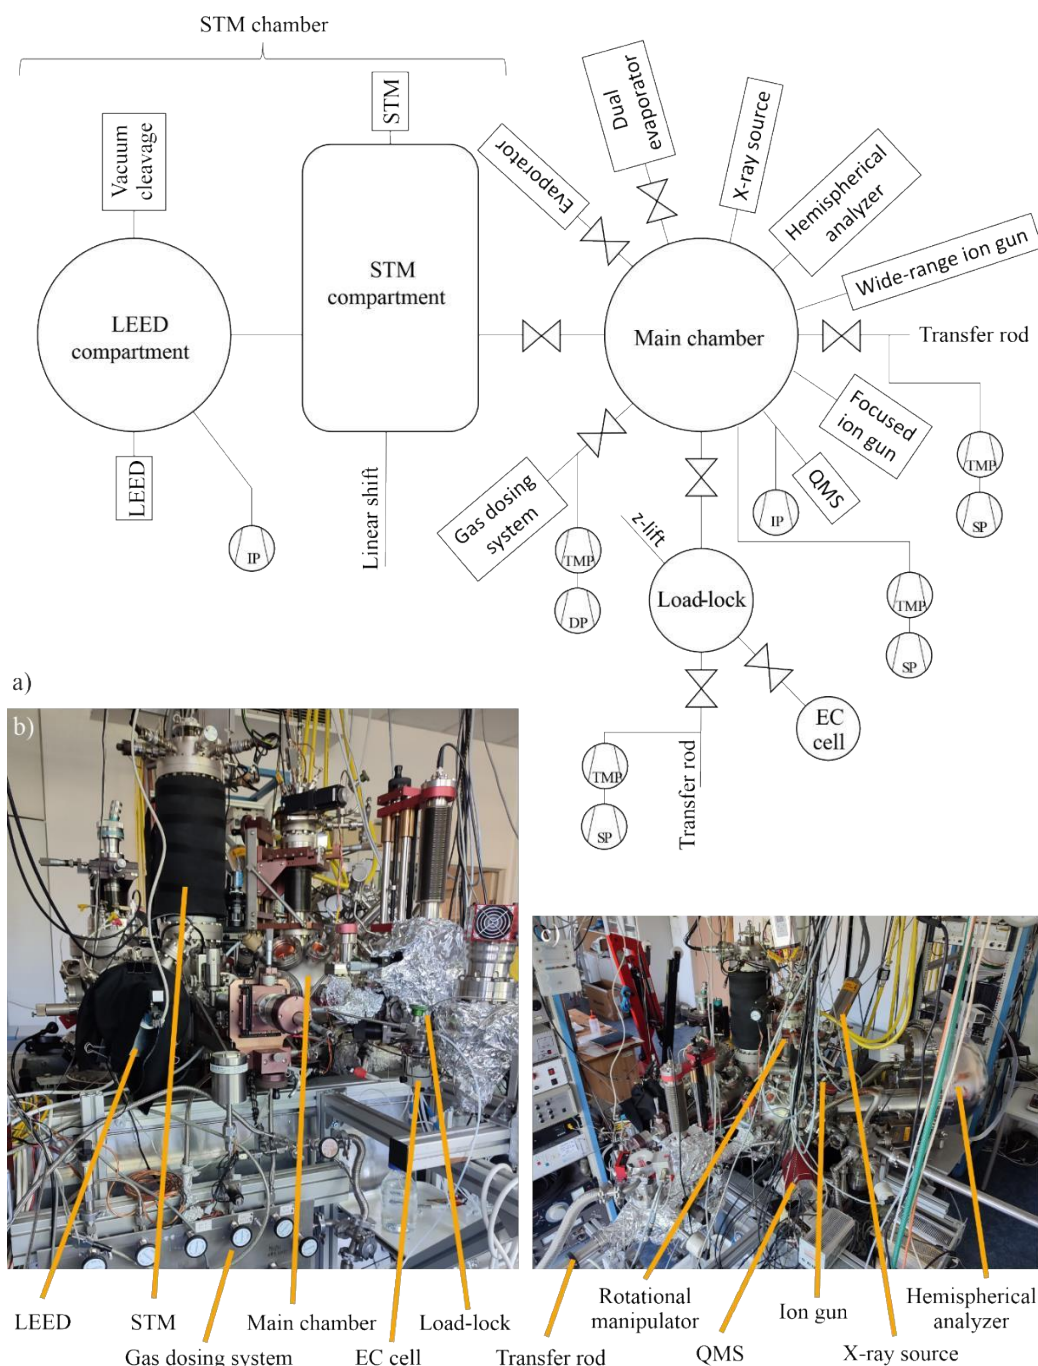 STM chamber
Vacuum
cleavage
STM
Evaporator
Dual
evaporator
X-ray source
Hemispherical
analyzer
Wide-range ion gun
LEED
compartment
STM
compartment
Main chamber
Transfer rod
Focused
ion gun
QMS
TMP
SP
LEED
IP
Linear shift
Gas dosing
system
TMP
DP
z-lift
IP
Load-lock
TMP
SP
EC
cell
TMP
SP
Transfer rod
a)
b)
c)
LEED
STM
Main chamber
Load-lock
Gas dosing system
EC cell
Transfer rod
Rotational
manipulator
QMS
Ion gun
X-ray source
Hemispherical
analyzer